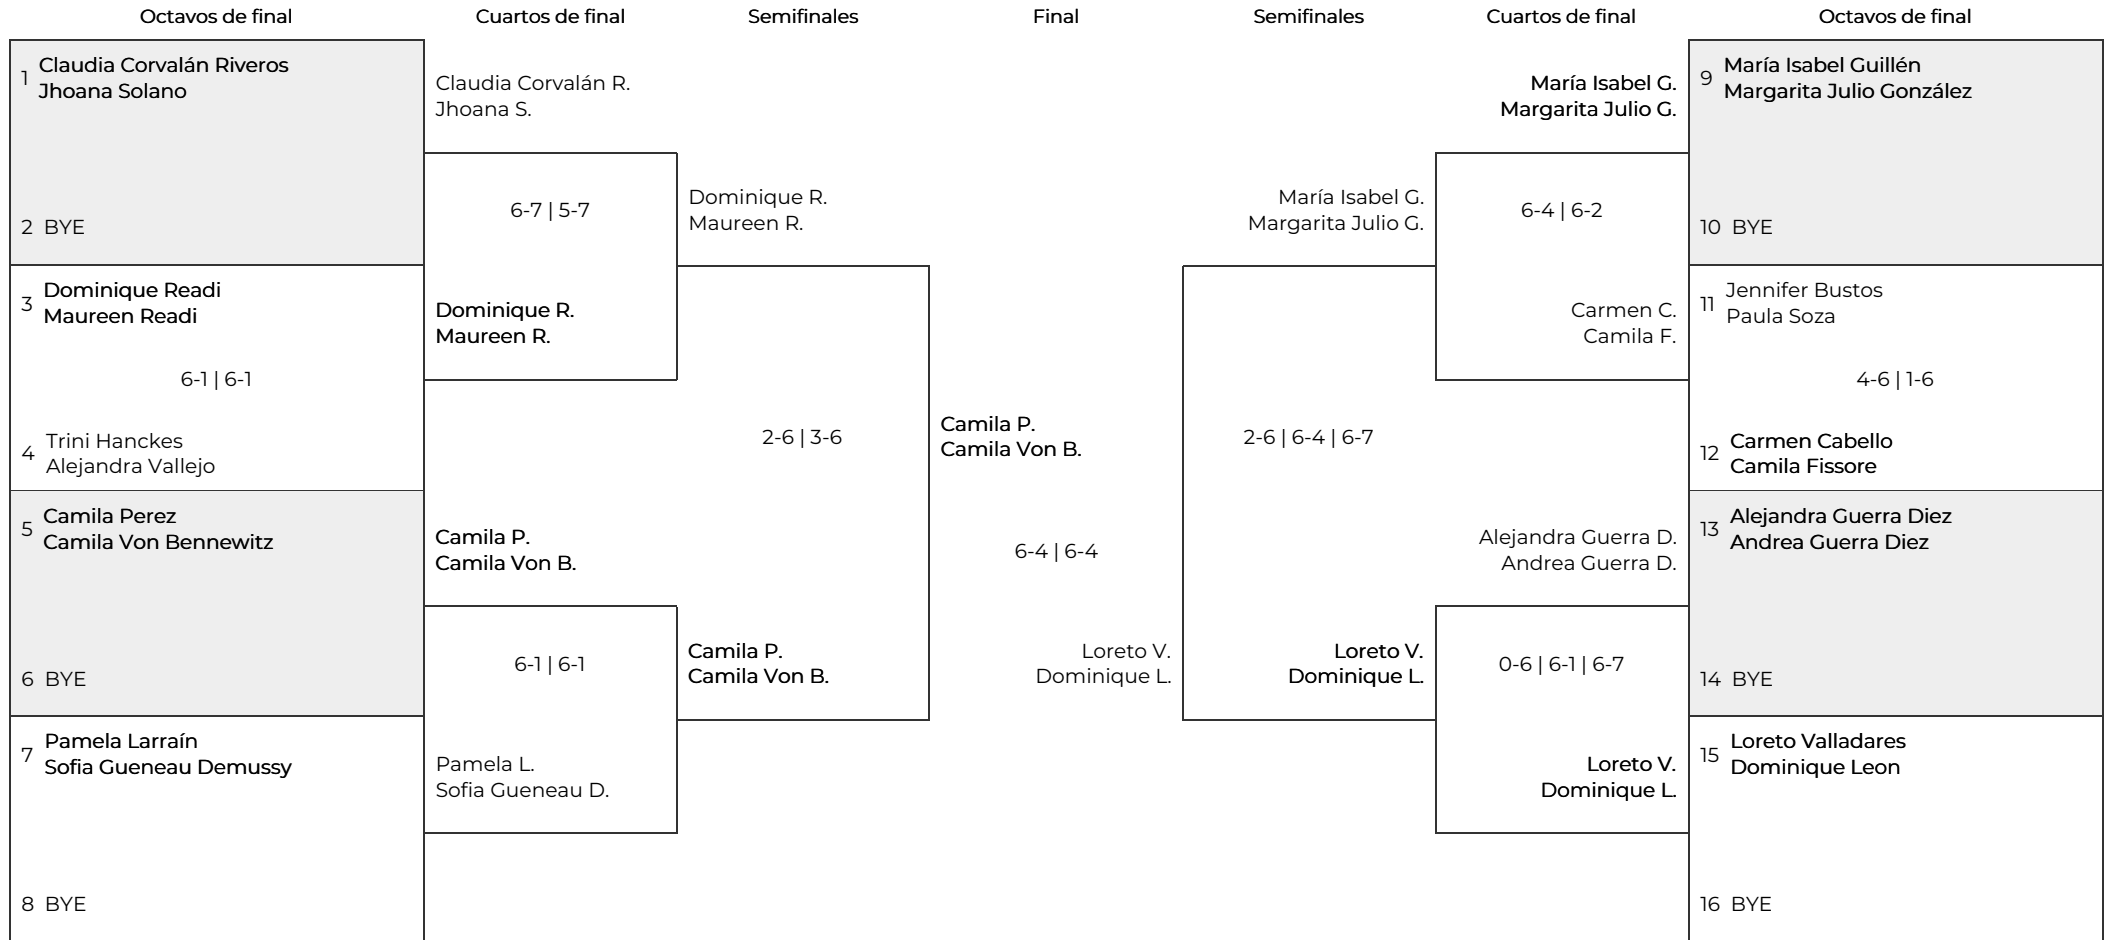 Octavos de final
Cuartos de final
Semifinales
Final
Semifinales
Cuartos de final
Octavos de final
1
Claudia Corvalán Riveros
Jhoana Solano
2 BYE
3
Dominique Readi
Maureen Readi
6-1 | 6-1
4
Trini Hanckes
Alejandra Vallejo
5
Camila Perez
Camila Von Bennewitz
6 BYE
7
Pamela Larraín
Sofia Gueneau Demussy
8 BYE
Claudia Corvalán R.
Jhoana S.
6-7 | 5-7
Dominique R.
Maureen R.
Camila P.
Camila Von B.
6-1 | 6-1
Pamela L.
Sofia Gueneau D.
Dominique R.
Maureen R.
2-6 | 3-6
Camila P.
Camila Von B.
Camila P.
Camila Von B.
6-4 | 6-4
Loreto V.
Dominique L.
María Isabel G.
Margarita Julio G.
2-6 | 6-4 | 6-7
Loreto V.
Dominique L.
María Isabel G.
Margarita Julio G.
6-4 | 6-2
Carmen C.
Camila F.
Alejandra Guerra D.
Andrea Guerra D.
0-6 | 6-1 | 6-7
Loreto V.
Dominique L.
9
María Isabel Guillén
Margarita Julio González
10 BYE
11
Jennifer Bustos
Paula Soza
4-6 | 1-6
12
Carmen Cabello
Camila Fissore
13
Alejandra Guerra Diez
Andrea Guerra Diez
14 BYE
15
Loreto Valladares
Dominique Leon
16 BYE